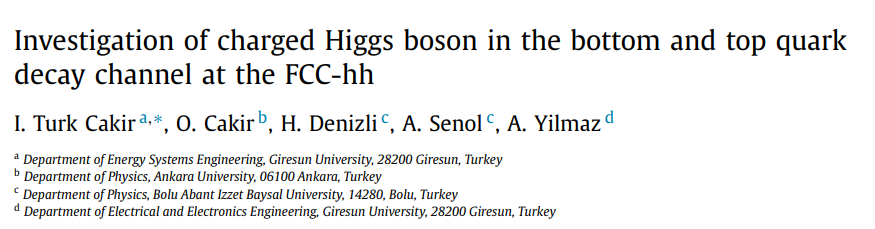 Investigation of charged Higgs boson in the bottom and top quark
decay channel at the FCC-hh
I. Turk Cakir a,*, O. Cakir b, H. Denizli c, A. Senol c, A. Yilmaz d
a Department of Energy Systems Engineering, Giresun University, 28200 Giresun, Turkey
b Department of Physics, Ankara University, 06100 Ankara, Turkey
c Department of Physics, Bolu Abant Izzet Baysal University, 14280, Bolu, Turkey
d Department of Electrical and Electronics Engineering, Giresun University, 28200 Giresun, Turkey